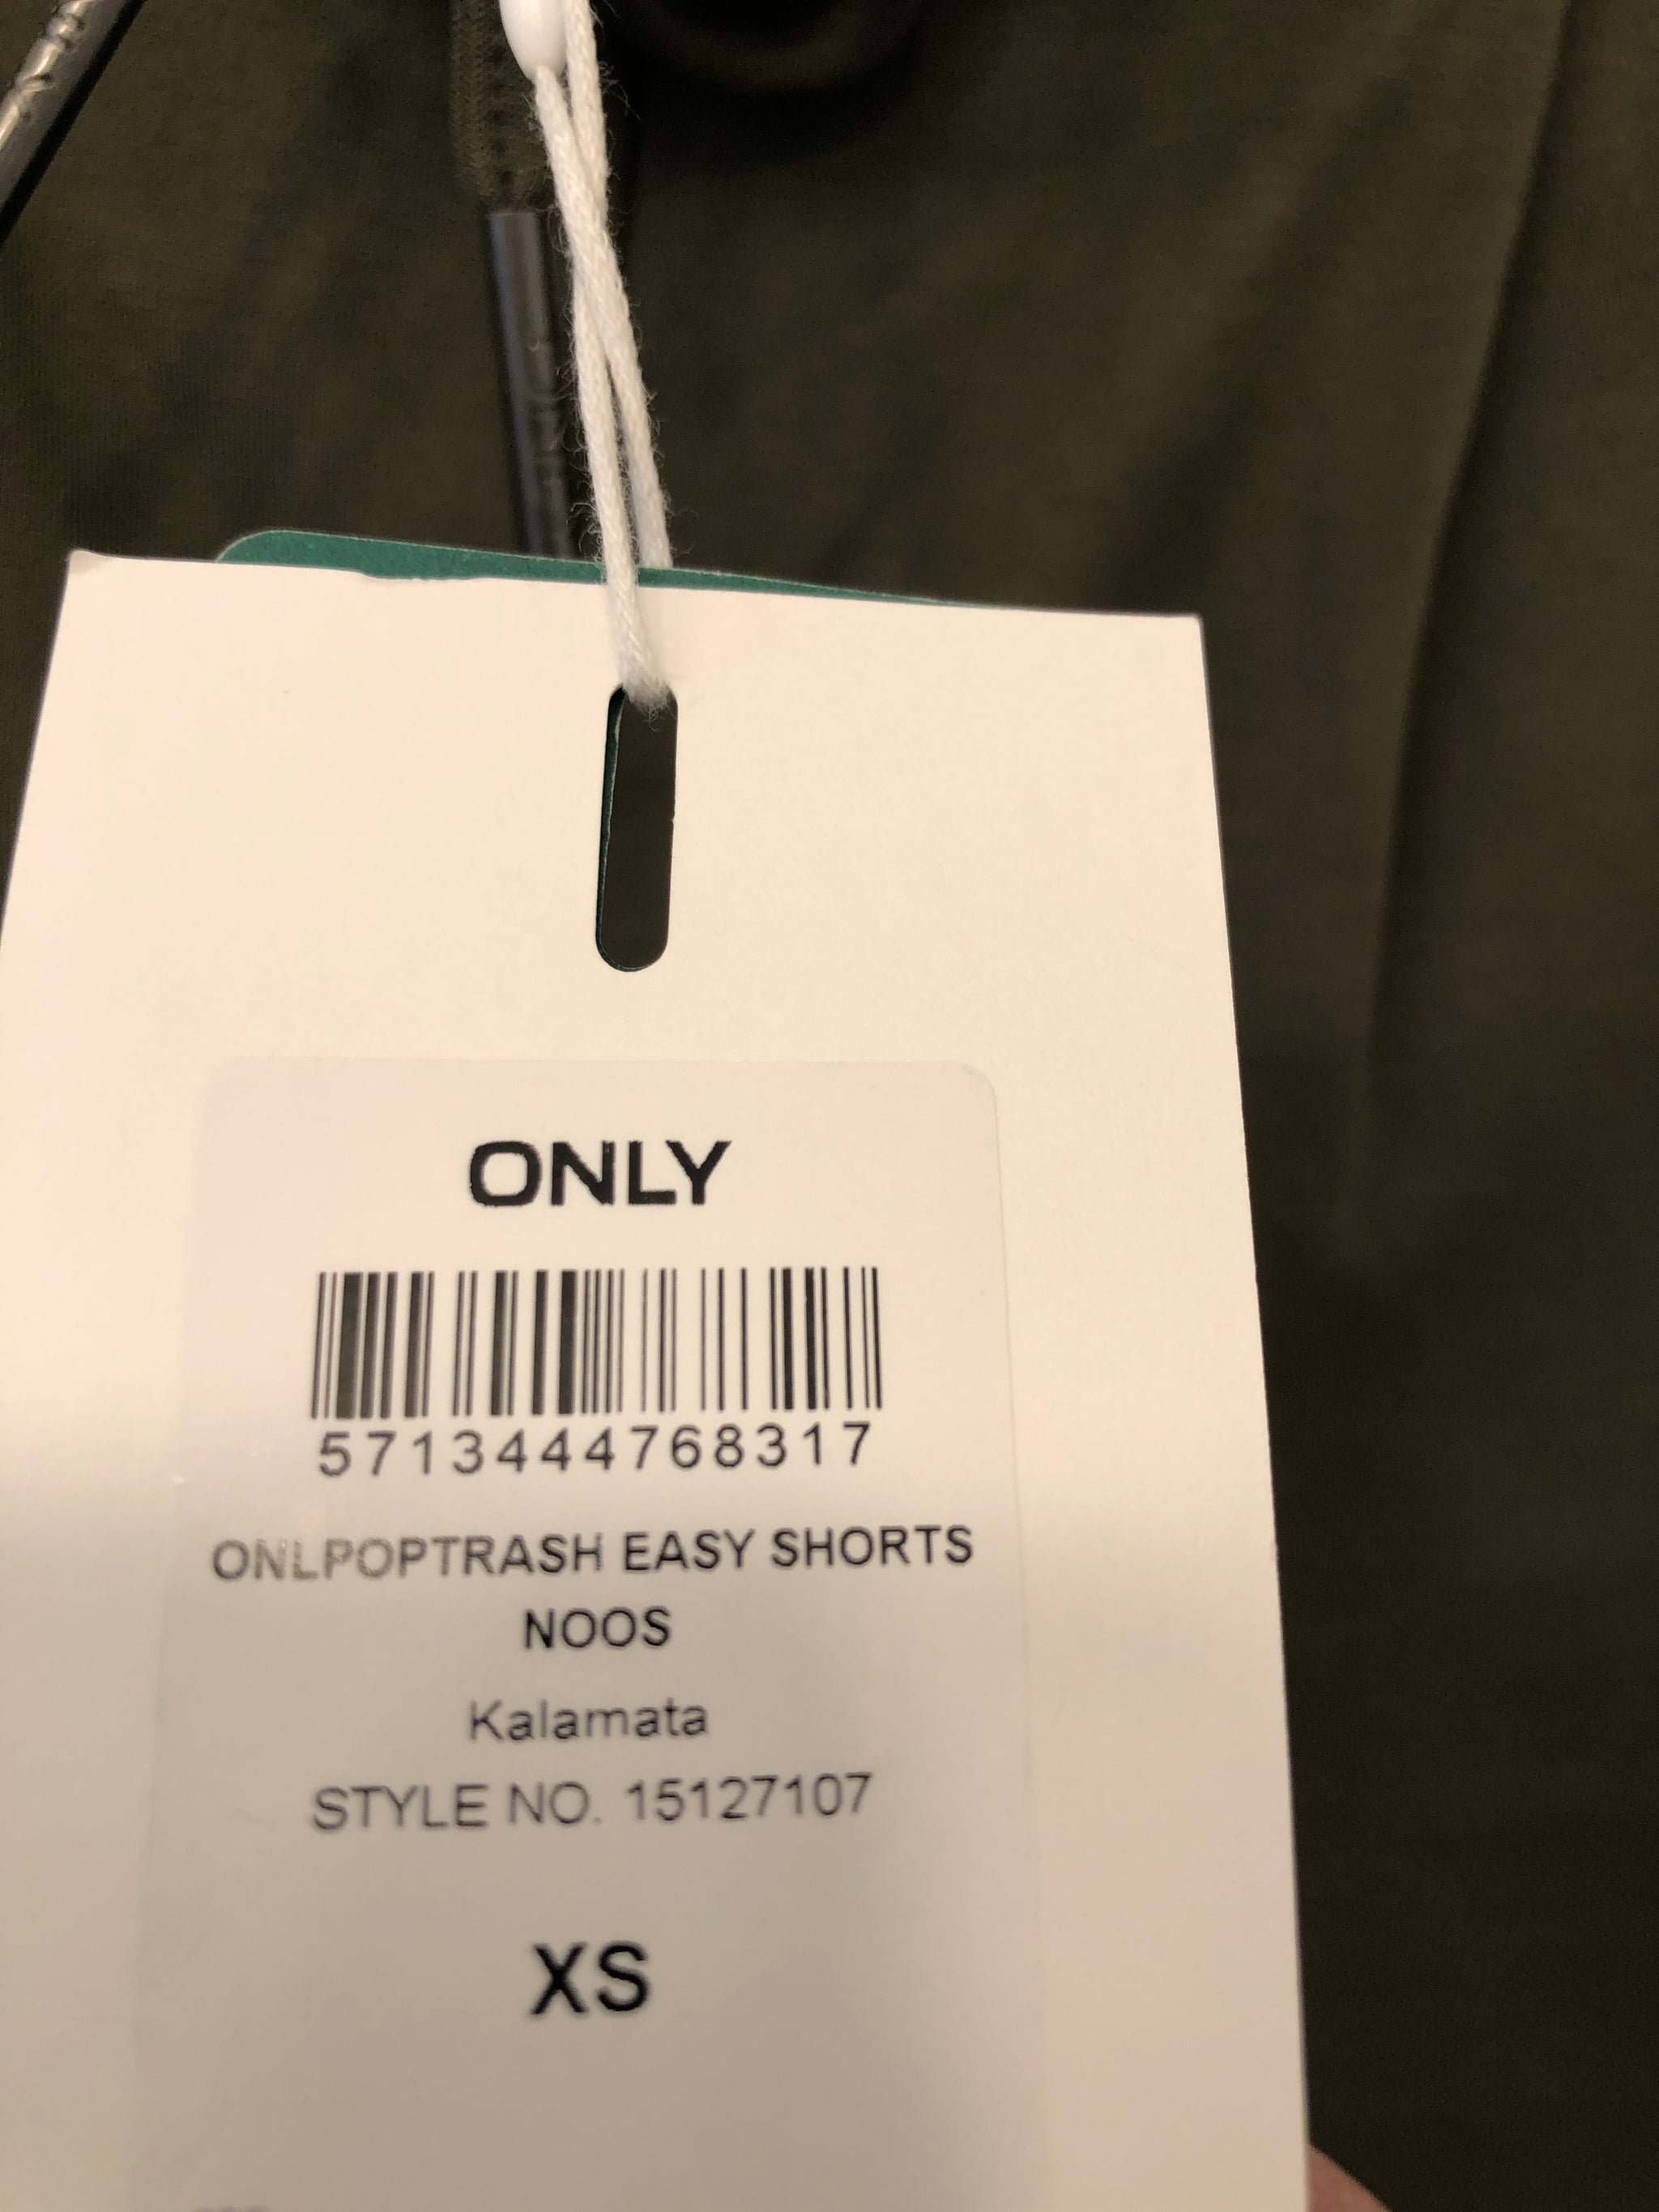 ONLY
5713444768317
ONLPOPTRASH EASY SHORTS
NOOS
Kalamata
STYLE NO. 15127107
XS